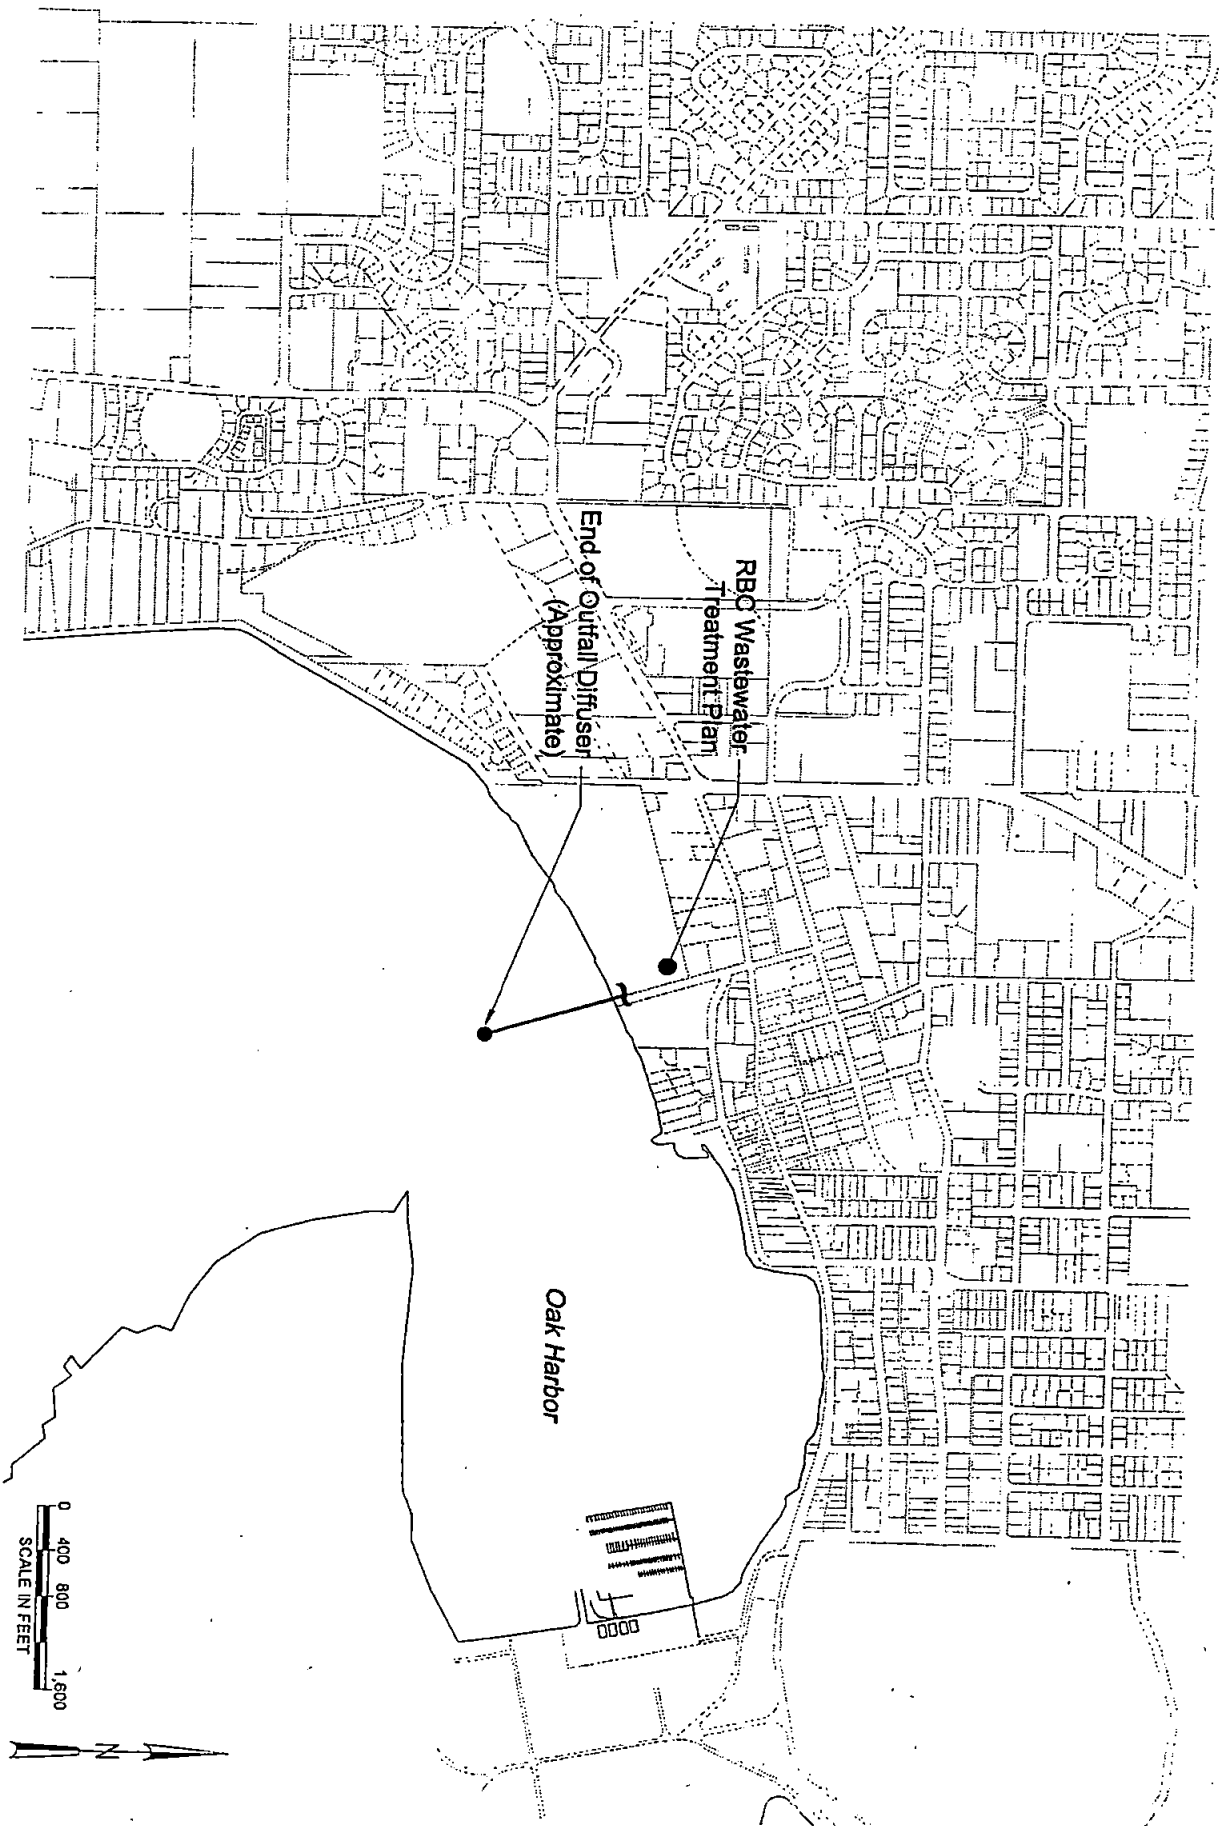 RBC Wastewater
Treatment Plan
End of Outfall Diffuser
(Approximate)
Oak Harbor
0 400 800 1,600
SCALE IN FEET
N